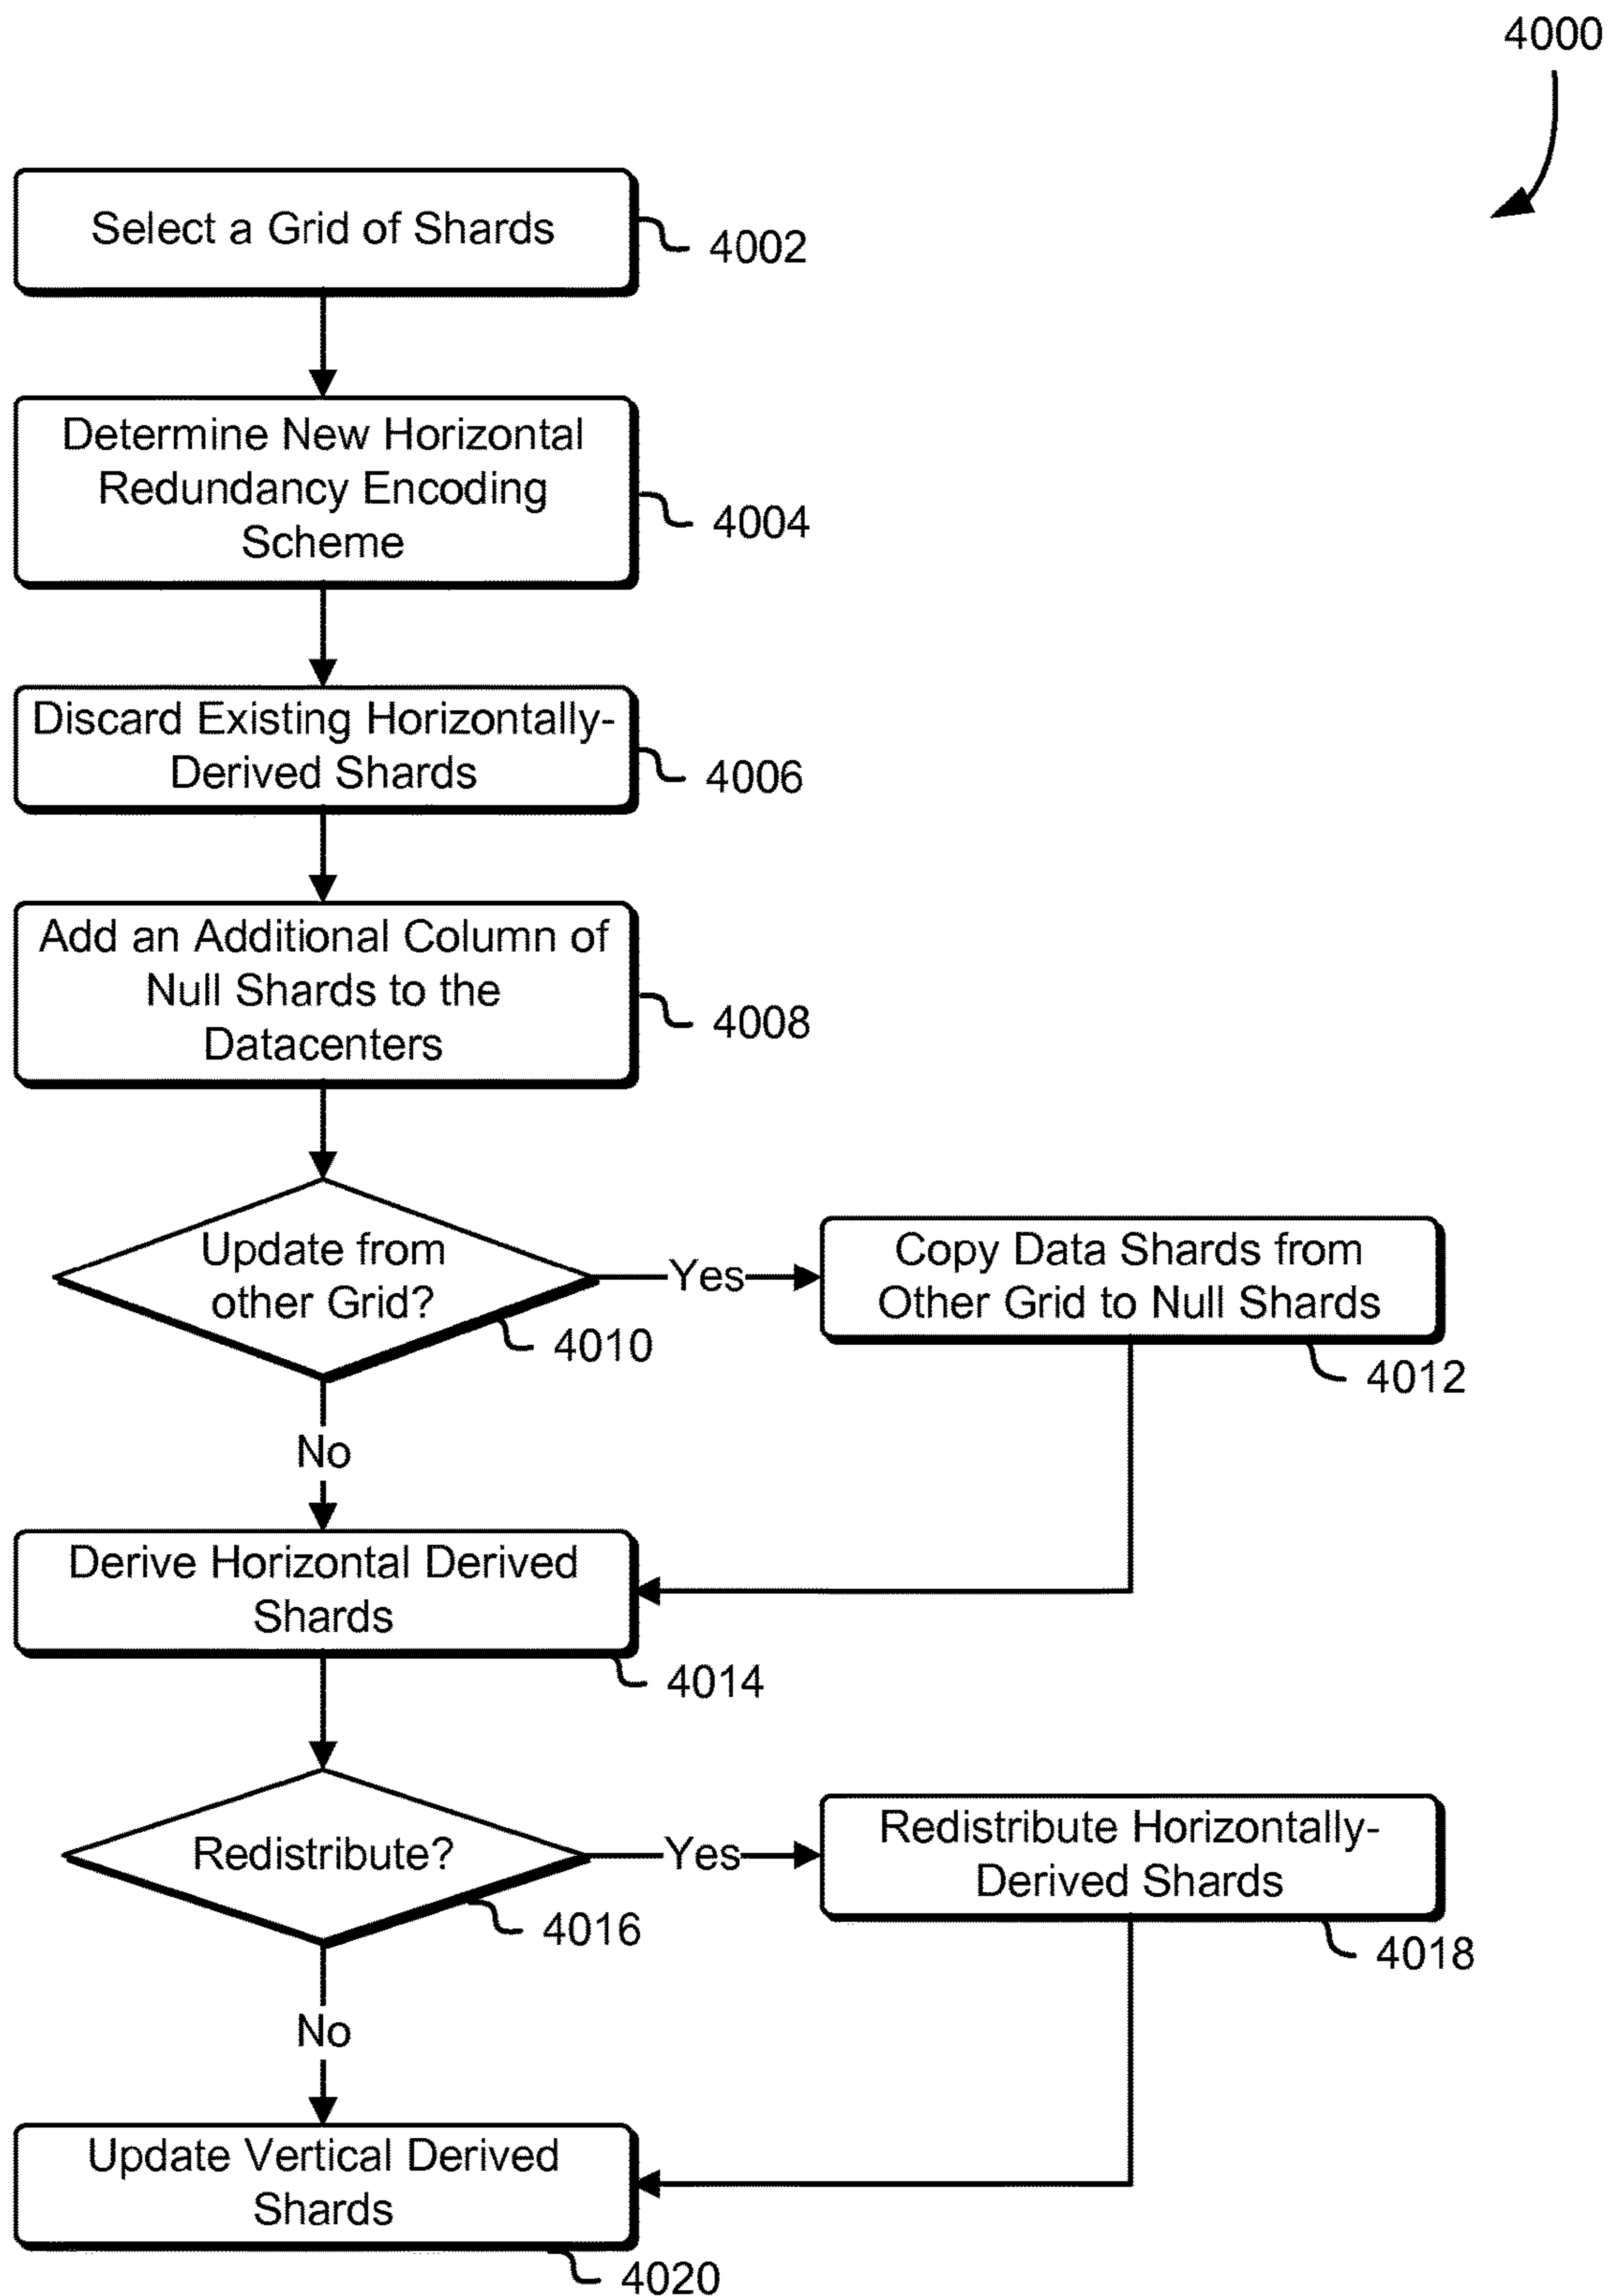 4000
Select a Grid of Shards
4002
Determine New Horizontal
Redundancy Encoding
Scheme
4004
Discard Existing Horizontally-
Derived Shards
4006
Add an Additional Column of
Null Shards to the
Datacenters
4008
Update from
other Grid?
4010
Yes
Copy Data Shards from
Other Grid to Null Shards
4012
No
Derive Horizontal Derived
Shards
4014
Redistribute?
4016
Yes
Redistribute Horizontally-
Derived Shards
4018
No
Update Vertical Derived
Shards
4020